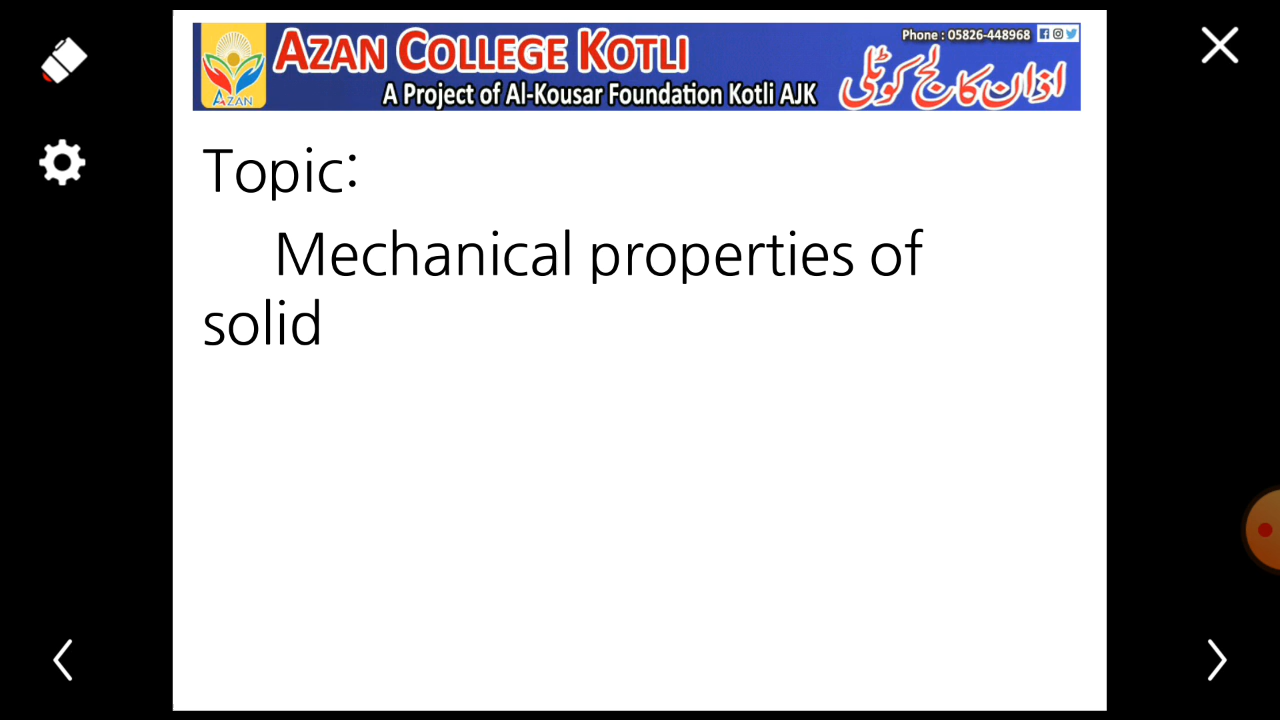 AZAN COLLEGE KOTLI
Phone : 05826-448968
A Project of Al-Kousar Foundation Kotli AJK
اذان کالج کوٹلی
AZAN
Topic:
Mechanical properties of
solid